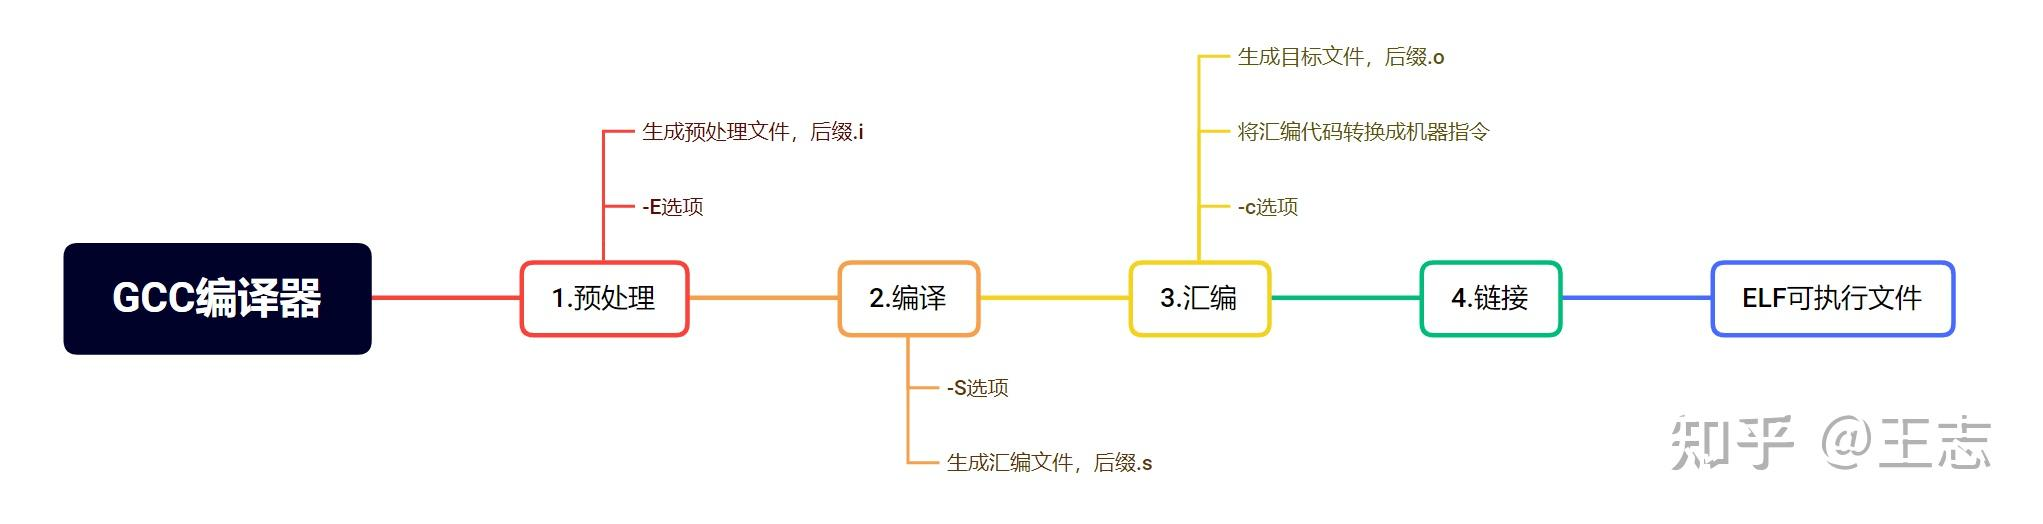 生成目标文件，后缀.o
生成预处理文件，后缀.i
将汇编代码转换成机器指令
-E选项
-c选项
GCC编译器
1.预处理
2.编译
3.汇编
4.链接
ELF可执行文件
-S选项
生成汇编文件，后缀.s
知乎 @王志